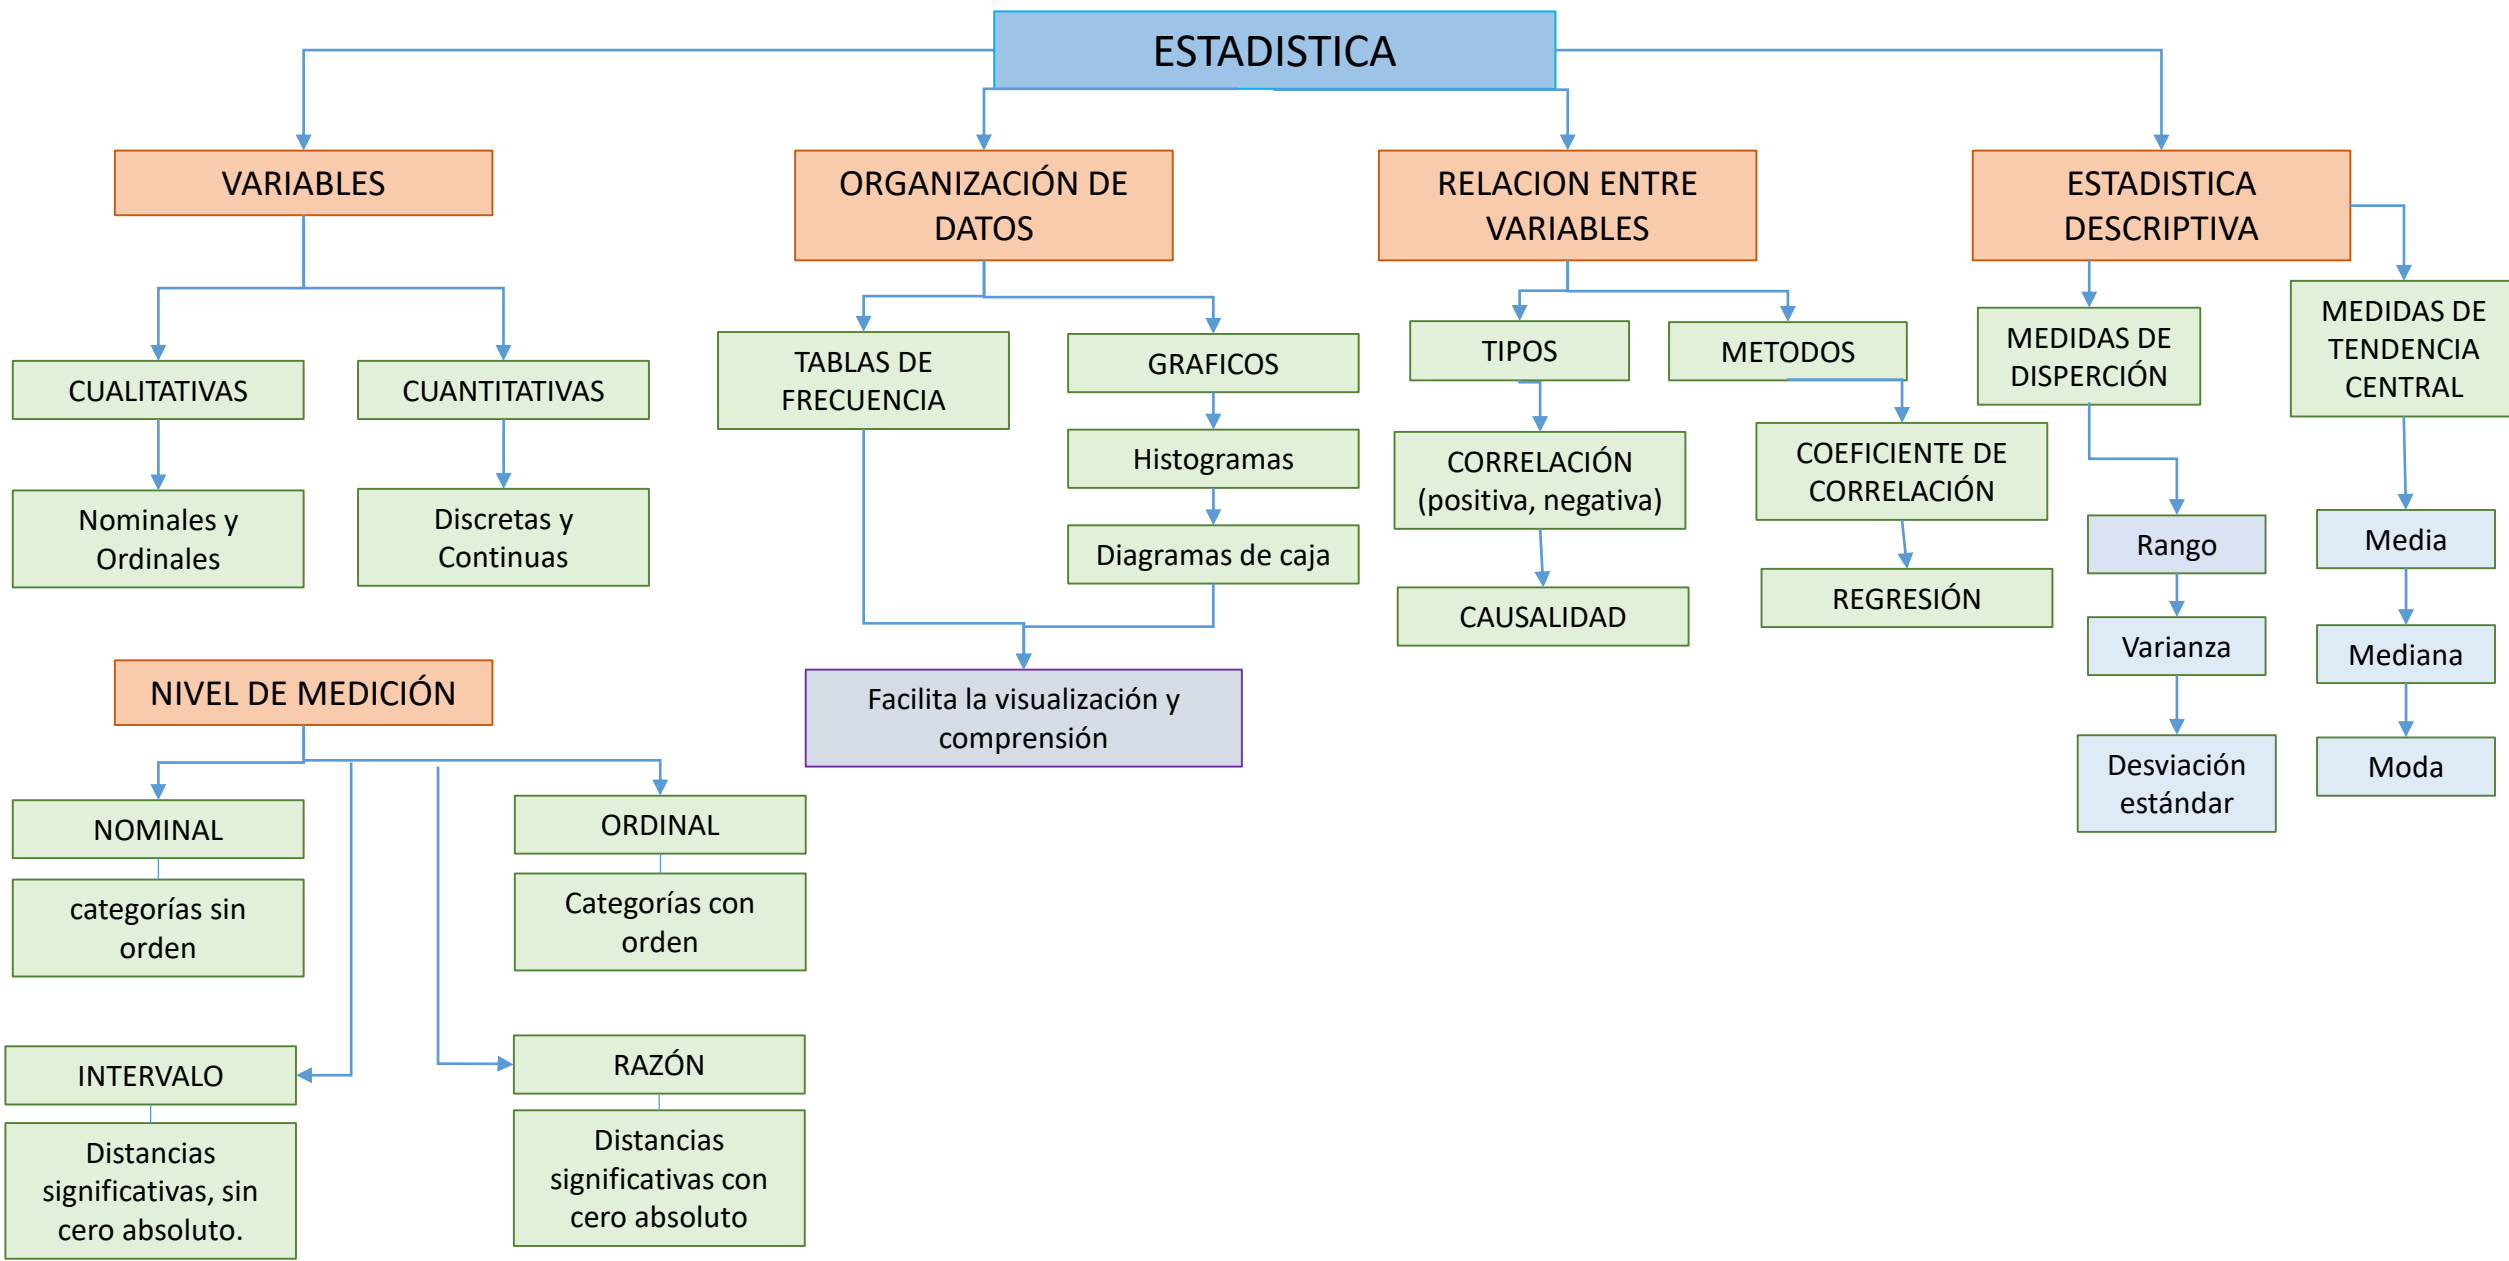 ESTADISTICA
VARIABLES
CUALITATIVAS
Nominales y
Ordinales
CUANTITATIVAS
Discretas y
Continuas
NIVEL DE MEDICIÓN
NOMINAL
categorías sin
orden
ORDINAL
Categorías con
orden
INTERVALO
Distancias
significativas, sin
cero absoluto.
RAZÓN
Distancias
significativas con
cero absoluto
ORGANIZACIÓN DE
DATOS
TABLAS DE
FRECUENCIA
GRAFICOS
Histogramas
Diagramas de caja
Facilita la visualización y
comprensión
RELACION ENTRE
VARIABLES
TIPOS
CORRELACIÓN
(positiva, negativa)
CAUSALIDAD
METODOS
COEFICIENTE DE
CORRELACIÓN
REGRESIÓN
ESTADISTICA
DESCRIPTIVA
MEDIDAS DE
DISPERCIÓN
Rango
Varianza
Desviación
estándar
MEDIDAS DE
TENDENCIA
CENTRAL
Media
Mediana
Moda